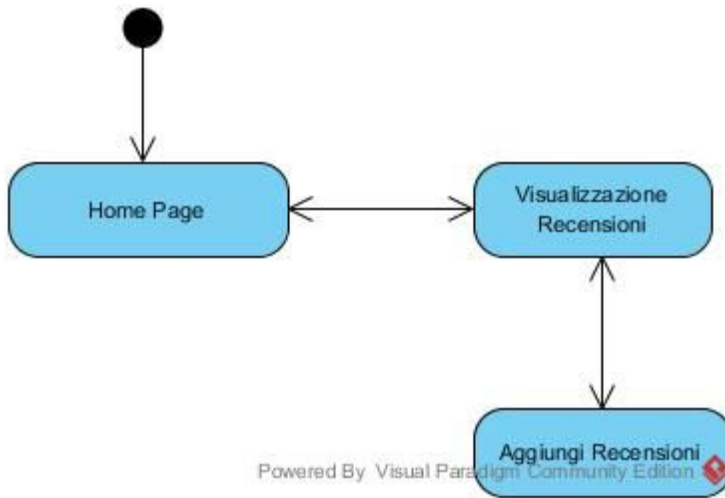 Home Page
Visualizzazione
Recensioni
Aggiungi Recensioni
Powered By Visual Paradigm Community Edition